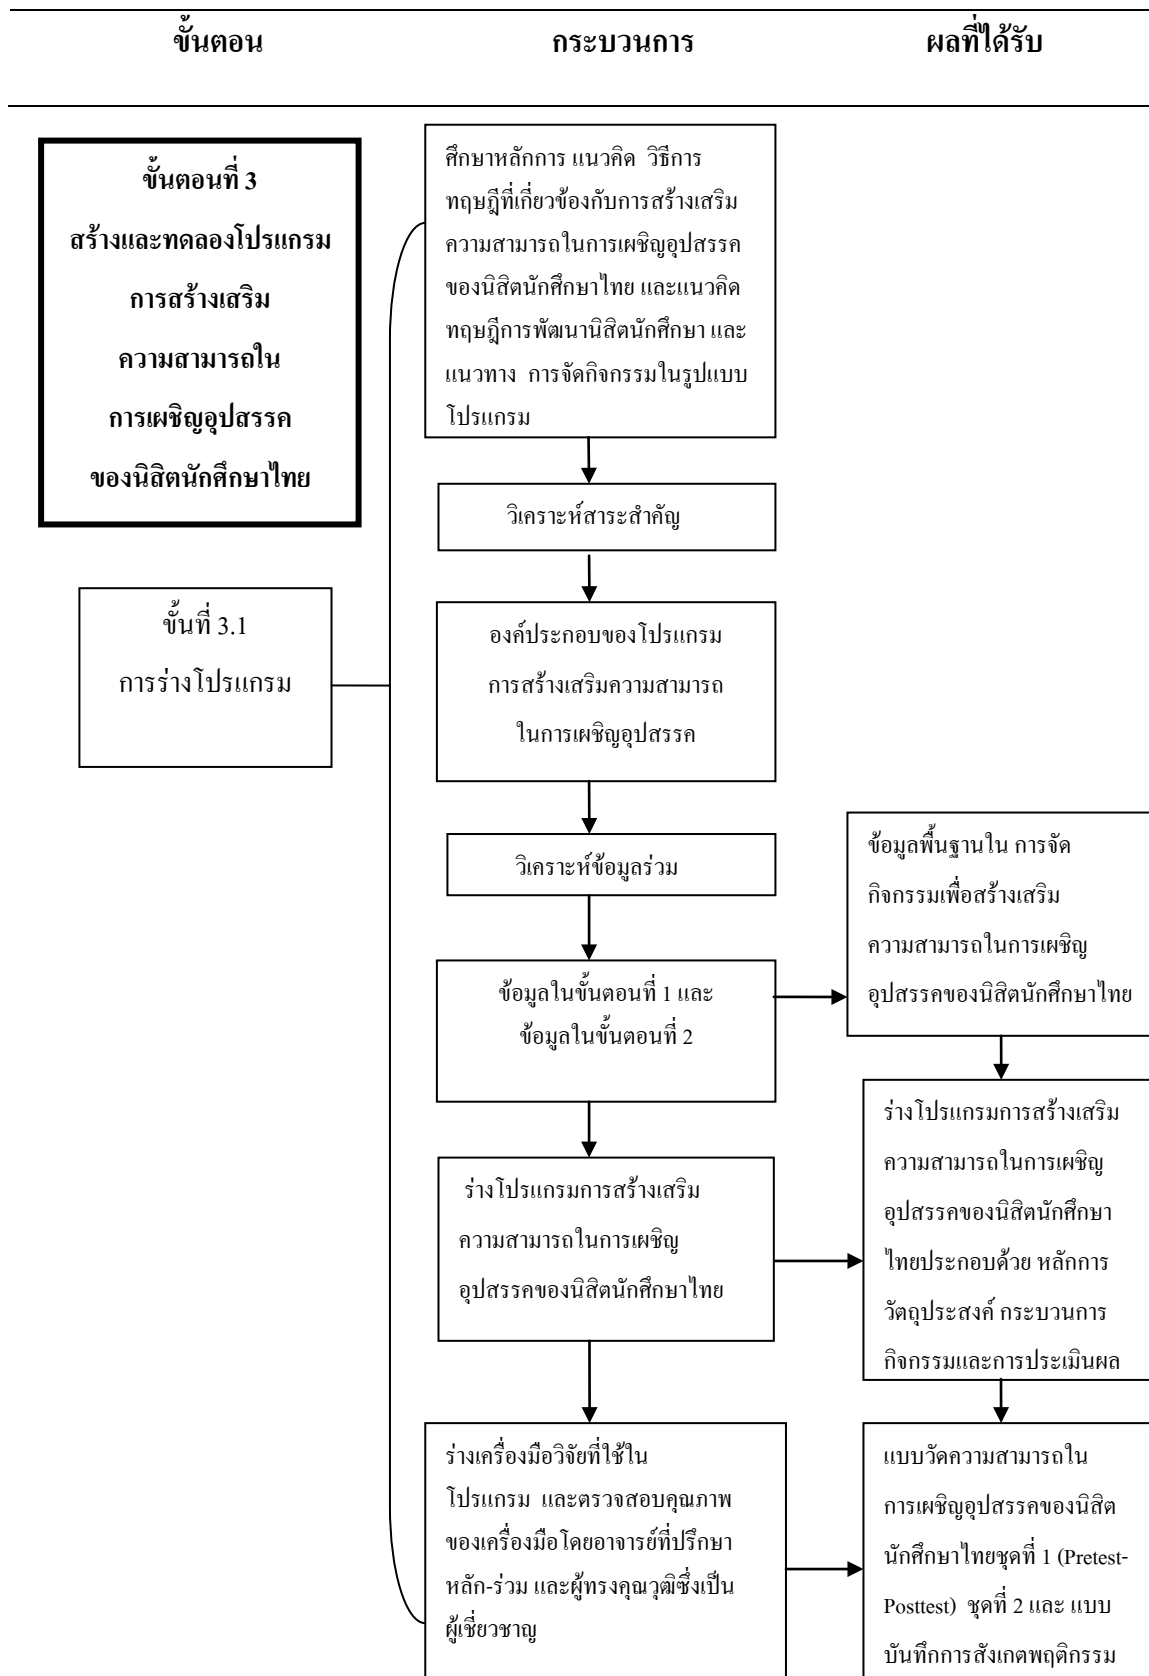 ขั้นตอน กระบวนการ ผลที่ได้รับ
ขั้นตอนที่ 3
สร้างและทดลองโปรแกรม
การสร้างเสริม
ความสามารถใน
การเผชิญอุปสรรค
ของนิสิตนักศึกษาไทย
ขั้นที่ 3.1
การร่างโปรแกรม
ศึกษาหลักการ แนวคิด วิธีการ
ทฤษฎีที่เกี่ยวข้องกับการสร้างเสริม
ความสามารถในการเผชิญอุปสรรค
ของนิสิตนักศึกษาไทย และแนวคิด
ทฤษฎีการพัฒนานิสิตนักศึกษา และ
แนวทาง การจัดกิจกรรมในรูปแบบ
โปรแกรม
วิเคราะห์สาระสำคัญ
องค์ประกอบของโปรแกรม
การสร้างเสริมความสามารถ
ในการเผชิญอุปสรรค
วิเคราะห์ข้อมูลร่วม
ข้อมูลในขั้นตอนที่ 1 และ
ข้อมูลในขั้นตอนที่ 2
ข้อมูลพื้นฐานใน การจัด
กิจกรรมเพื่อสร้างเสริม
ความสามารถในการเผชิญ
อุปสรรคของนิสิตนักศึกษาไทย
ร่างโปรแกรมการสร้างเสริม
ความสามารถในการเผชิญ
อุปสรรคของนิสิตนักศึกษาไทย
ร่างโปรแกรมการสร้างเสริม
ความสามารถในการเผชิญ
อุปสรรคของนิสิตนักศึกษา
ไทยประกอบด้วย หลักการ
วัตถุประสงค์ กระบวนการ
กิจกรรมและการประเมินผล
ร่างเครื่องมือวิจัยที่ใช้ใน
โปรแกรม และตรวจสอบคุณภาพ
ของเครื่องมือโดยอาจารย์ที่ปรึกษา
หลัก-ร่วม และผู้ทรงคุณวุฒิซึ่งเป็น
ผู้เชี่ยวชาญ
แบบวัดความสามารถใน
การเผชิญอุปสรรคของนิสิต
นักศึกษาไทยชุดที่ 1 (Pretest-
Posttest) ชุดที่ 2 และ แบบ
บันทึกการสังเกตพฤติกรรม